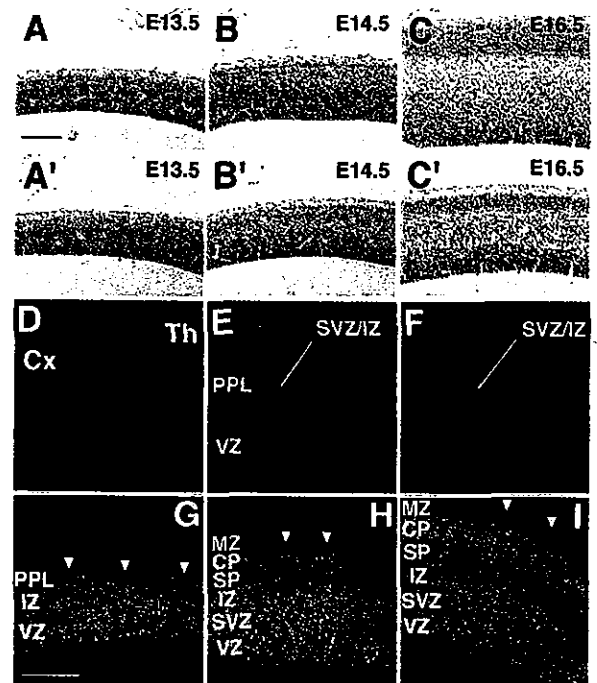 A E13.5
B E14.5
C E16.5
A' E13.5
B' E14.5
C' E16.5
D Th
Cx
E SVZ/IZ
PPL
VZ
F SVZ/IZ
G
PPL
IZ
VZ
H
MZ
CP
SP
IZ
SVZ
VZ
I
MZ
CP
SP
IZ
SVZ
VZ